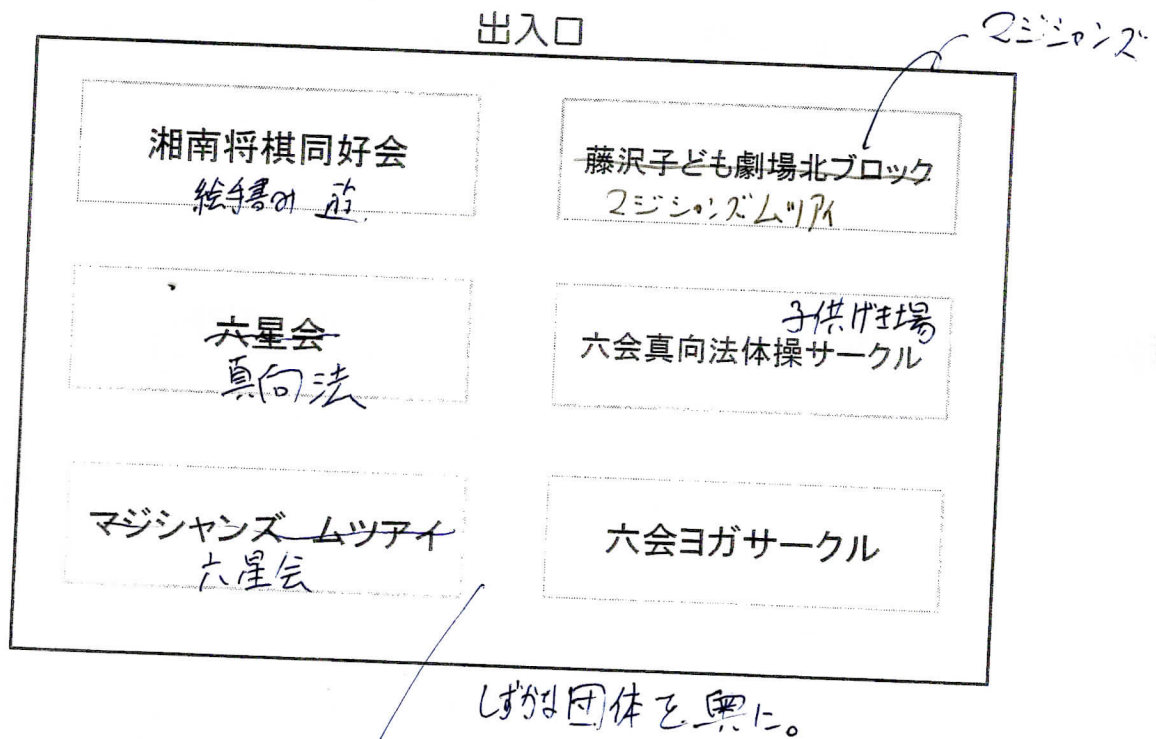 出入口
マジシャンズ
湘南将棋同好会
絵手書み 遊
藤沢子ども劇場北ブロック
マジシャンズムツアイ
六星会
真向法
子供げき場
六会真向法体操サークル
マジシャンズ ムツアイ
六星会
六会ヨガサークル
しずかな団体を奥に。